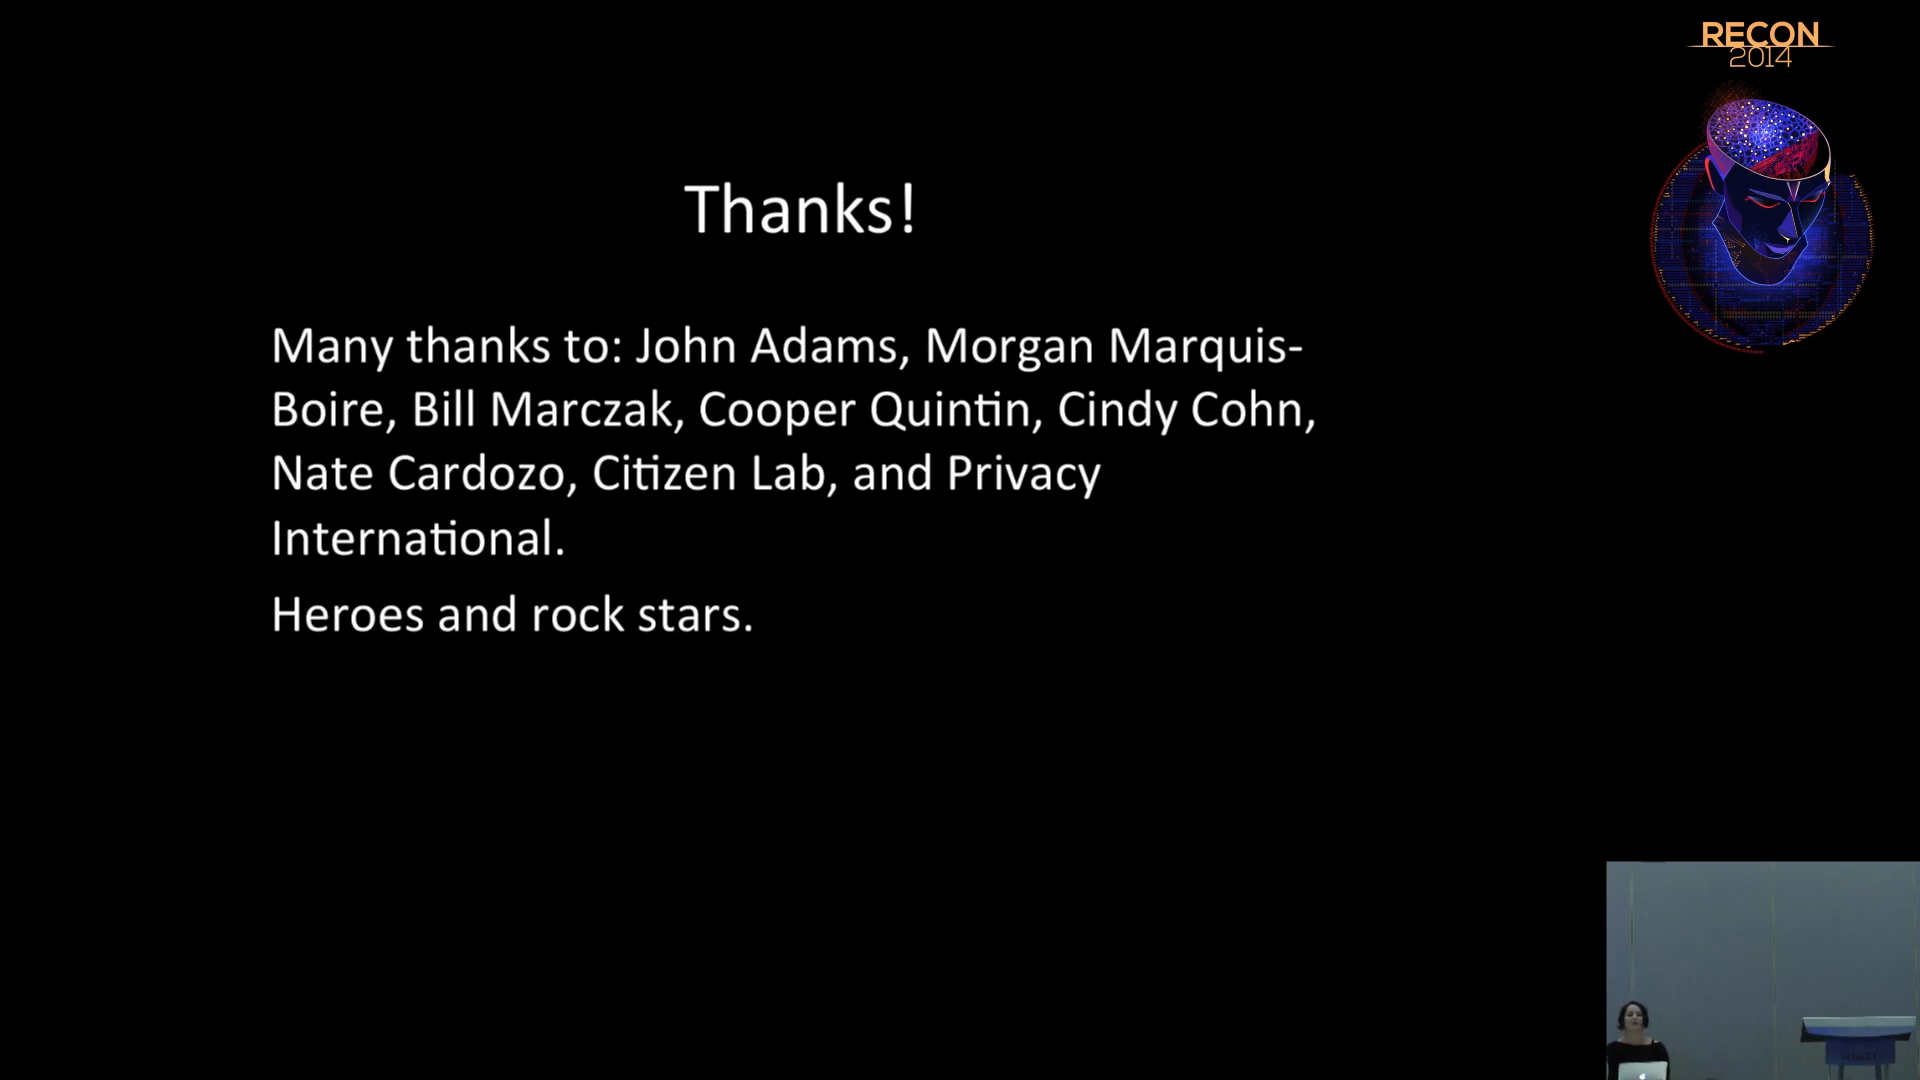 RECON
2014
Thanks!
Many thanks to: John Adams, Morgan Marquis-
Boire, Bill Marczak, Cooper Quintin, Cindy Cohn,
Nate Cardozo, Citizen Lab, and Privacy
International.
Heroes and rock stars.